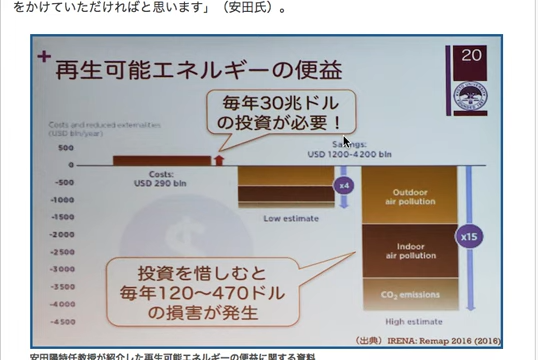 をかけていただければと思います」（安田氏）。
+
20
再生可能エネルギーの便益
毎年30兆ドル
の投資が必要！
Costs and reduced externalities
(USD bln/year)
Savings:
USD 1200-4200 bln
500
0
-500
-1000
-1500
-2000
-2500
-3000
-3500
-4000
-4500
Costs:
USD 290 bln
x4
Low estimate
Outdoor
air pollution
Indoor
air pollution
CO2 emissions
x15
High estimate
投資を惜しむと
毎年120～470ドル
の損害が発生
（出典）IRENA: Remap 2016 (2016)
安田陽特任教授が紹介した再生可能エネルギーの便益に関する資料